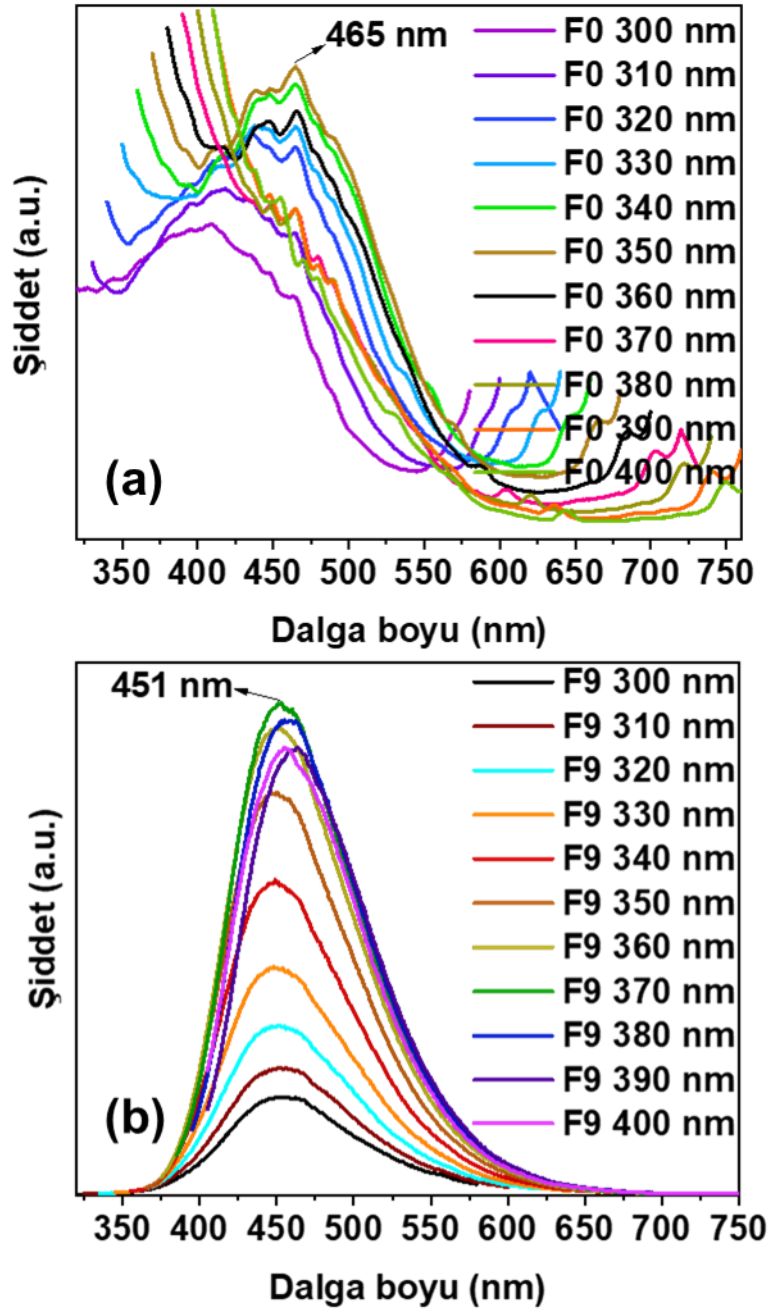 465 nm
F0 300 nm
F0 310 nm
F0 320 nm
F0 330 nm
F0 340 nm
F0 350 nm
F0 360 nm
F0 370 nm
F0 380 nm
F0 390 nm
F0 400 nm
Şiddet (a.u.)
(a)
350 400 450 500 550 600 650 700 750
Dalga boyu (nm)
451 nm
F9 300 nm
F9 310 nm
F9 320 nm
F9 330 nm
F9 340 nm
F9 350 nm
F9 360 nm
F9 370 nm
F9 380 nm
F9 390 nm
F9 400 nm
Şiddet (a.u.)
(b)
350 400 450 500 550 600 650 700 750
Dalga boyu (nm)